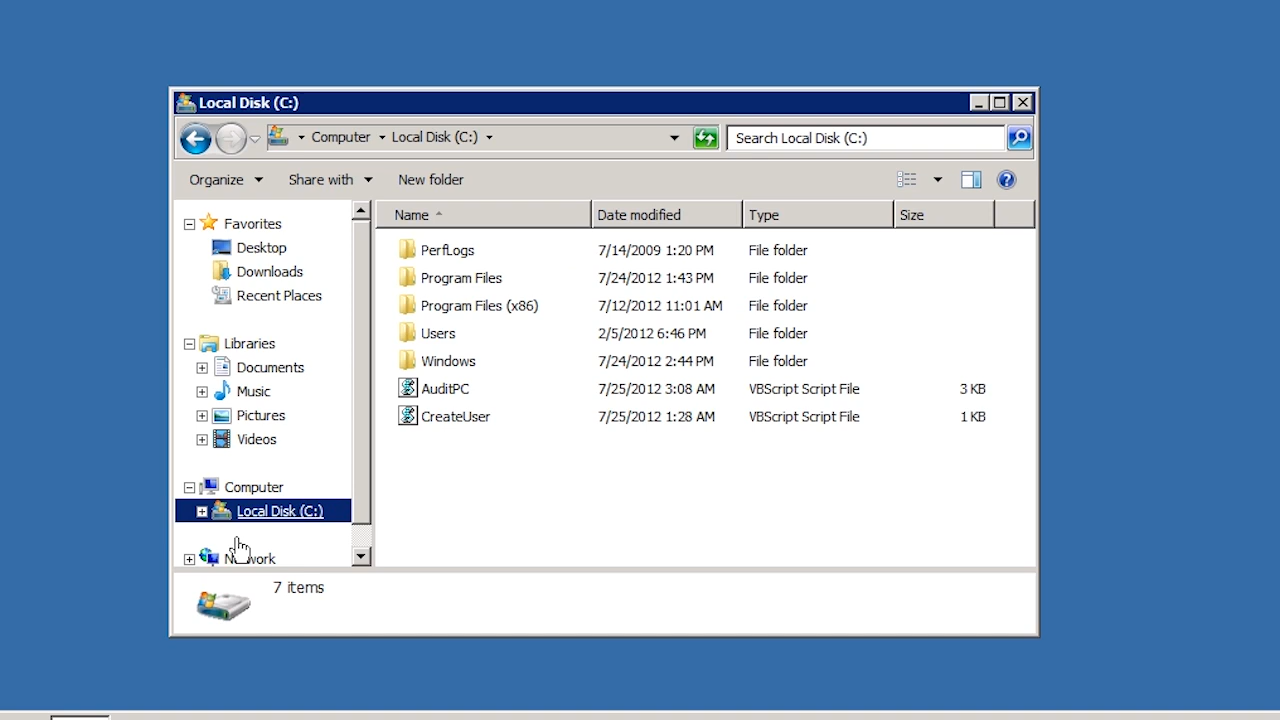 Local Disk (C:)
Computer Local Disk (C:) Search Local Disk (C:)
Organize Share with New folder
Name Date modified Type Size
Favorites
Desktop
Downloads
Recent Places
Libraries
Documents
Music
Pictures
Videos
Computer
Local Disk (C:)
Network
PerfLogs 7/14/2009 1:20 PM File folder
Program Files 7/24/2012 1:43 PM File folder
Program Files (x86) 7/12/2012 11:01 AM File folder
Users 2/5/2012 6:46 PM File folder
Windows 7/24/2012 2:44 PM File folder
AuditPC 7/25/2012 3:08 AM VBScript Script File 3 KB
CreateUser 7/25/2012 1:28 AM VBScript Script File 1 KB
7 items